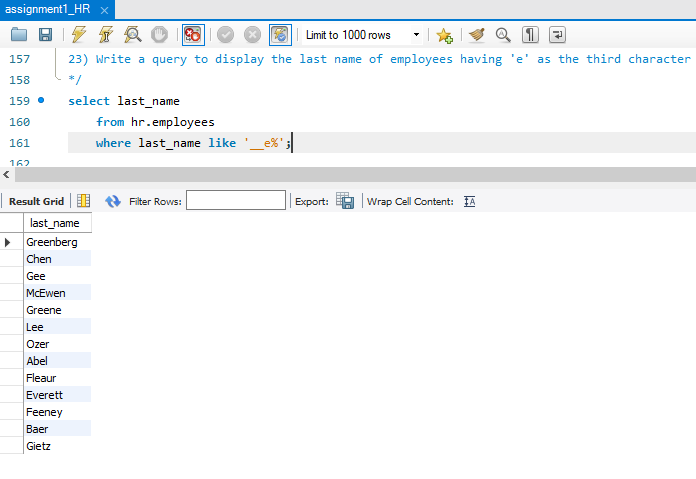 assignment1_HR ×
Limit to 1000 rows
157 23) Write a query to display the last name of employees having 'e' as the third character
158 */
159 select last_name
160 from hr.employees
161 where last_name like '__e%';
162
Result Grid Filter Rows: Export: Wrap Cell Content: IA
last_name
Greenberg
Chen
Gee
McEwen
Greene
Lee
Ozer
Abel
Fleaur
Everett
Feeney
Baer
Gietz